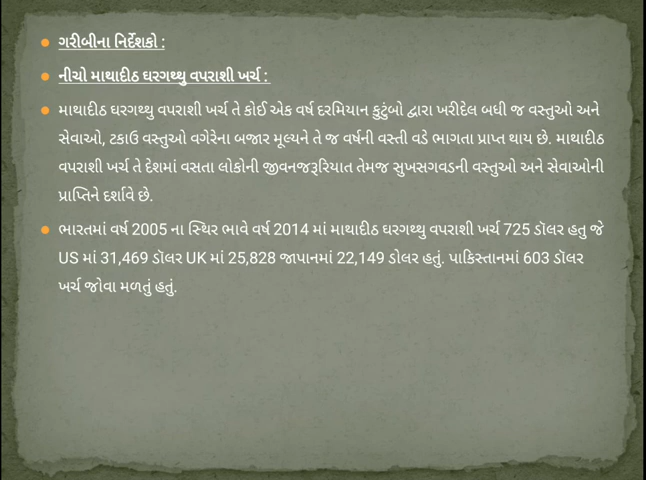 ગરીબીના નિર્દેશકો :
નીચો માથાદીઠ ઘરગથ્થુ વપરાશી ખર્ચ :
માથાદીઠ ઘરગથ્થુ વપરાશી ખર્ચ તે કોઈ એક વર્ષ દરમિયાન કુટુંબો દ્વારા ખરીદેલ બધી જ વસ્તુઓ અને
સેવાઓ, ટકાઉ વસ્તુઓ વગેરેના બજાર મૂલ્યને તે જ વર્ષની વસ્તી વડે ભાગતા પ્રાપ્ત થાય છે. માથાદીઠ
વપરાશી ખર્ચ તે દેશમાં વસતા લોકોની જીવનજરૂરિયાત તેમજ સુખસગવડની વસ્તુઓ અને સેવાઓની
પ્રાપ્તિને દર્શાવે છે.
ભારતમાં વર્ષ 2005 ના સ્થિર ભાવે વર્ષ 2014 માં માથાદીઠ ઘરગથ્થુ વપરાશી ખર્ચ 725 ડૉલર હતુ જે
US માં 31,469 ડૉલર UK માં 25,828 જાપાનમાં 22,149 ડોલર હતું. પાકિસ્તાનમાં 603 ડૉલર
ખર્ચ જોવા મળતું હતું.